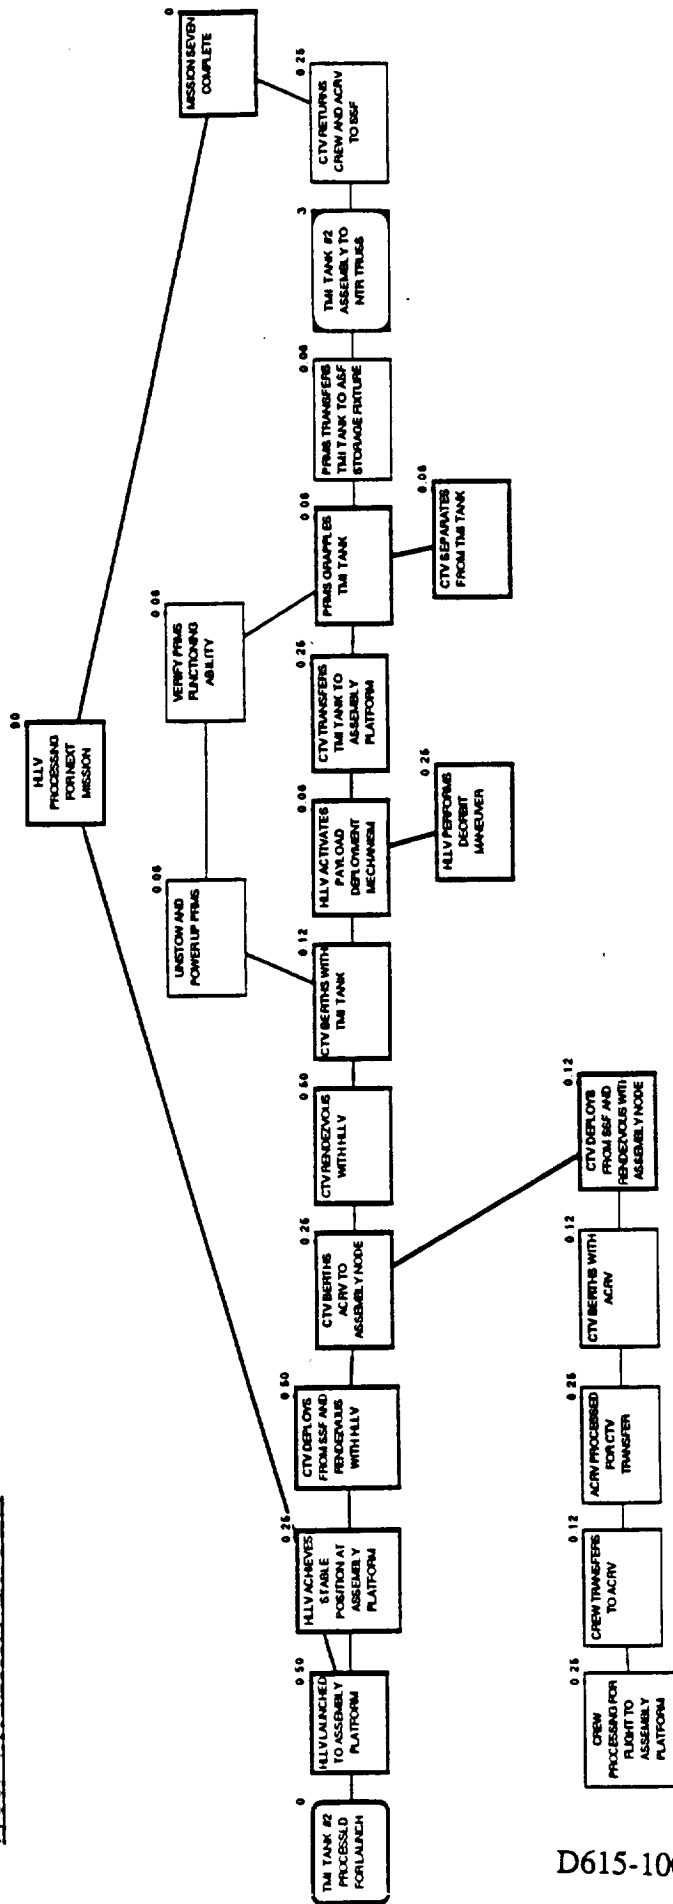 0
MISSION SEVEN
COMPLETE
90
HLLV
PROCESSING
FOR NEXT
MISSION
0.06
UNSTOW AND
POWER UP PRMS
0.06
VERIFY PRMS
FUNCTIONING
ABILITY
0
TMI TANK #2
PROCESSED
FOR LAUNCH
0.50
HLLV LAUNCHED
TO ASSEMBLY
PLATFORM
0.25
HLLV ACHIEVES
STABLE
POSITION AT
ASSEMBLY
PLATFORM
0.50
CTV DEPLOYS
FROM SSF AND
RENDEZVOUS
WITH HLLV
0.25
CTV BERTHS
ACRV TO
ASSEMBLY NODE
0.50
CTV RENDEZVOUS
WITH HLLV
0.12
CTV BERTHS WITH
TMI TANK
0.06
HLLV ACTIVATES
PAYLOAD
DEPLOYMENT
MECHANISM
0.25
CTV TRANSFERS
TMI TANK TO
ASSEMBLY
PLATFORM
0.06
PRMS GRAPPLES
TMI TANK
0.06
PRMS TRANSFERS
TMI TANK TO ASF
STORAGE FIXTURE
3
TMI TANK #2
ASSEMBLY TO
NTR TRUSS
0.25
CTV RETURNS
CREW AND ACRV
TO SSF
0.25
HLLV PERFORMS
DEORBIT
MANEUVER
0.06
CTV SEPARATES
FROM TMI TANK
0.25
CREW
PROCESSING FOR
FLIGHT TO
ASSEMBLY
PLATFORM
0.12
CREW TRANSFERS
TO ACRV
0.25
ACRV PROCESSED
FOR CTV
TRANSFER
0.12
CTV BERTHS WITH
ACRV
0.12
CTV DEPLOYS
FROM SSF AND
RENDEZVOUS WITH
ASSEMBLY NODE
D615-100